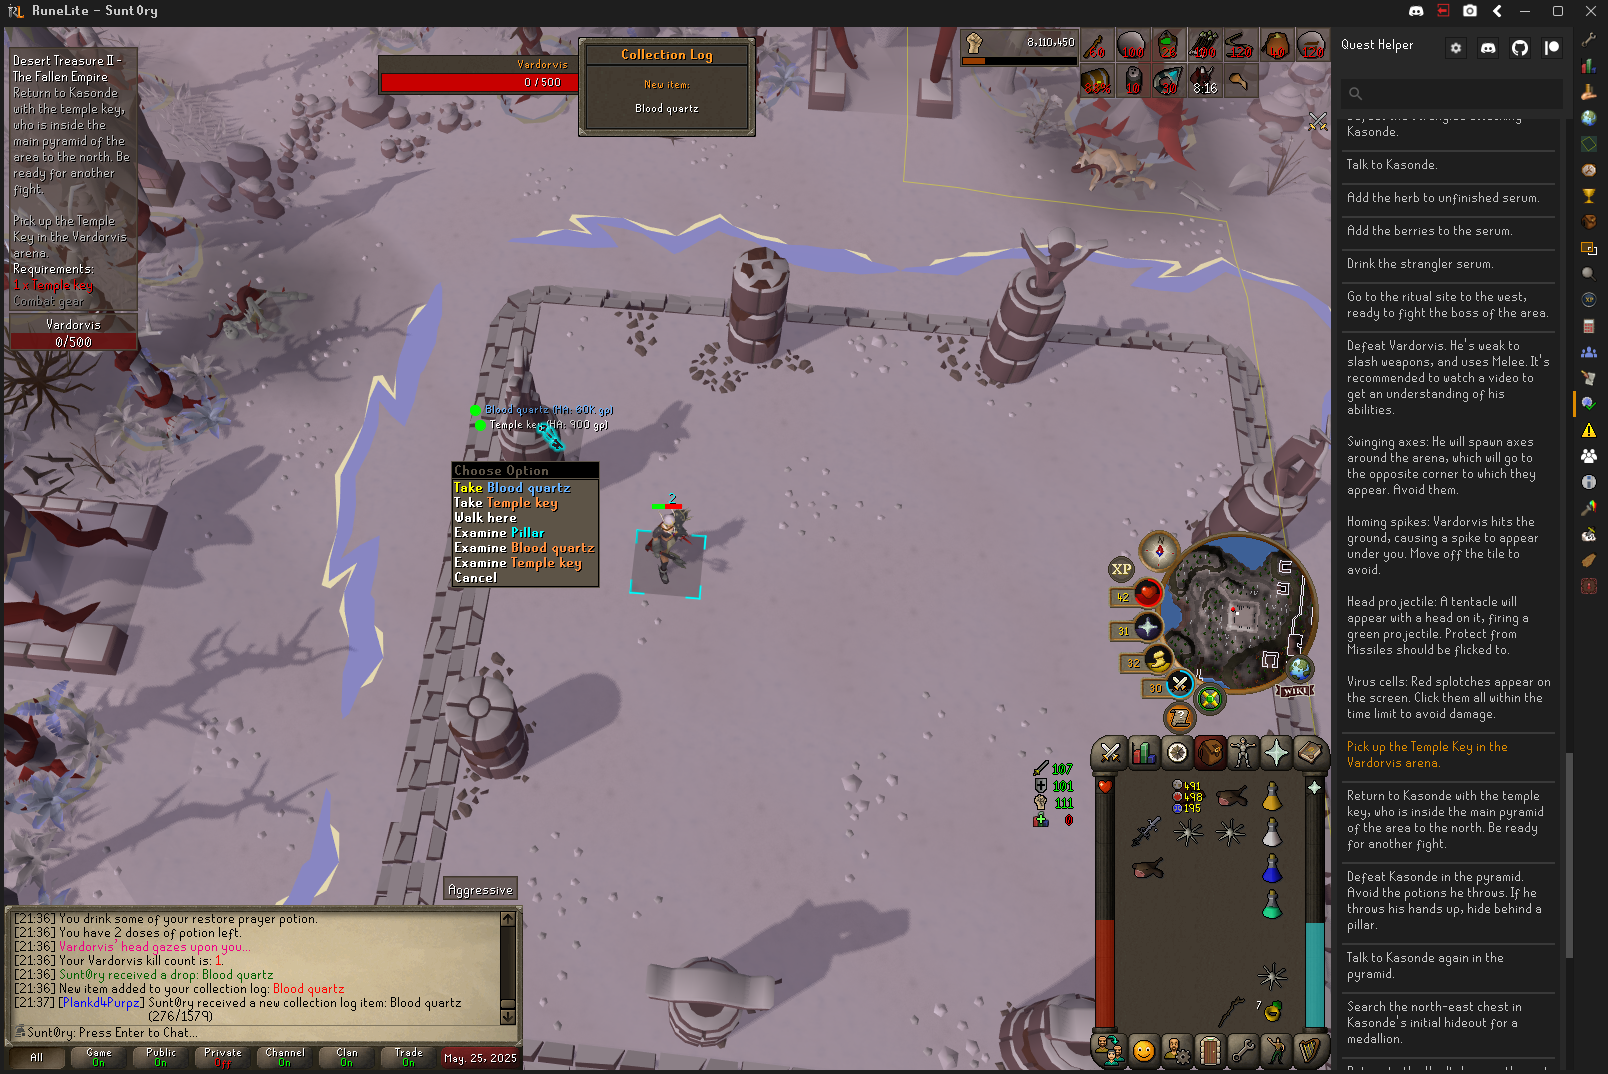 RuneLite - Sunt0ry
Desert Treasure II -
The Fallen Empire
Return to Kasonde
with the temple key,
who is inside the
main pyramid of the
area to the north. Be
ready for another
fight.
Pick up the Temple
Key in the Vardorvis
arena.
Requirements:
1 x Temple key
Combat gear
Vardorvis
0/500
Vardorvis
0 / 500
Collection Log
New item:
Blood quartz
8,110,450
100
8:16
Blood quartz (HA: 60K gp)
Temple key (HA: 900 gp)
Choose Option
Take Blood quartz
Take Temple key
Walk here
Examine Pillar
Examine Blood quartz
Examine Temple key
Cancel
2
XP
42
31
32
30
WIKI
107
101
111
491
498
195
7
Aggressive
[21:36] You drink some of your restore prayer potion.
[21:36] You have 2 doses of potion left.
[21:36] Vardorvis' head gazes upon you...
[21:36] Your Vardorvis kill count is: 1.
[21:36] Sunt0ry received a drop: Blood quartz
[21:36] New item added to your collection log: Blood quartz
[21:37] [Plankd4Purpz] Sunt0ry received a new collection log item: Blood quartz
(276/1579)
Sunt0ry: Press Enter to Chat...
All
Game
On
Public
On
Private
Off
Channel
On
Clan
On
Trade
On
May. 25, 2025
Quest Helper
Kasonde.
Talk to Kasonde.
Add the herb to unfinished serum.
Add the berries to the serum.
Drink the strangler serum.
Go to the ritual site to the west,
ready to fight the boss of the area.
Defeat Vardorvis. He's weak to
slash weapons, and uses Melee. It's
recommended to watch a video to
get an understanding of his
abilities.
Swinging axes: He will spawn axes
around the arena, which will go to
the opposite corner to which they
appear. Avoid them.
Homing spikes: Vardorvis hits the
ground, causing a spike to appear
under you. Move off the tile to
avoid.
Head projectile: A tentacle will
appear with a head on it, firing a
green projectile. Protect from
Missiles should be flicked to.
Virus cells: Red splotches appear on
the screen. Click them all within the
time limit to avoid damage.
Pick up the Temple Key in the
Vardorvis arena.
Return to Kasonde with the temple
key, who is inside the main pyramid
of the area to the north. Be ready
for another fight.
Defeat Kasonde in the pyramid.
Avoid the potions he throws. If he
throws his hands up, hide behind a
pillar.
Talk to Kasonde again in the
pyramid.
Search the north-east chest in
Kasonde's initial hideout for a
medallion.
XP